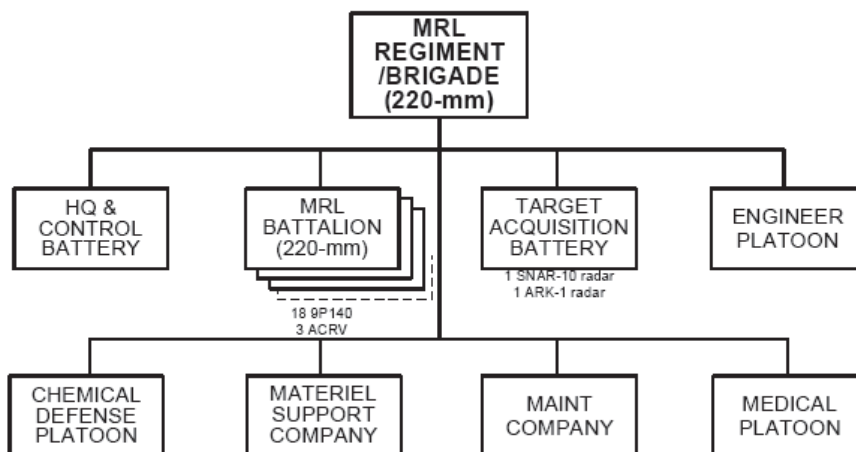 MRL
REGIMENT
/BRIGADE
(220-mm)
HQ &
CONTROL
BATTERY
MRL
BATTALION
(220-mm)
18 9P140
3 ACRV
TARGET
ACQUISITION
BATTERY
1 SNAR-10 radar
1 ARK-1 radar
ENGINEER
PLATOON
CHEMICAL
DEFENSE
PLATOON
MATERIEL
SUPPORT
COMPANY
MAINT
COMPANY
MEDICAL
PLATOON